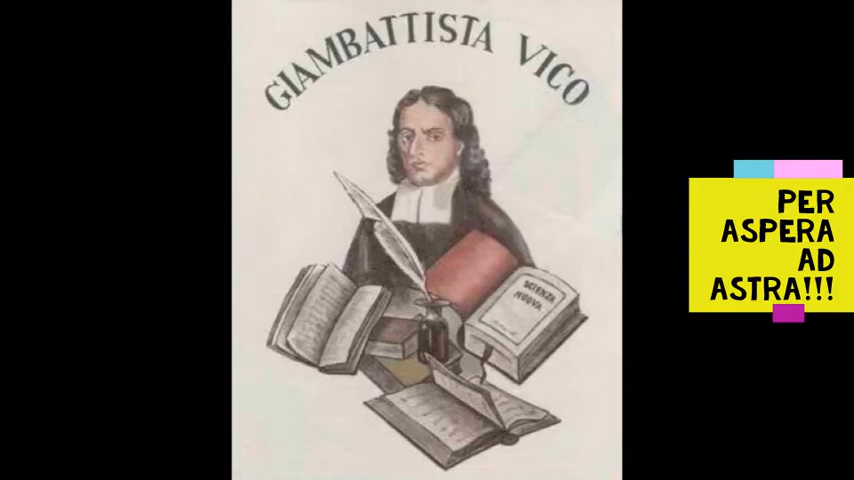 GIAMBATTISTA VICO
SCIENZA
NUOVA
PER
ASPERA
AD
ASTRA!!!